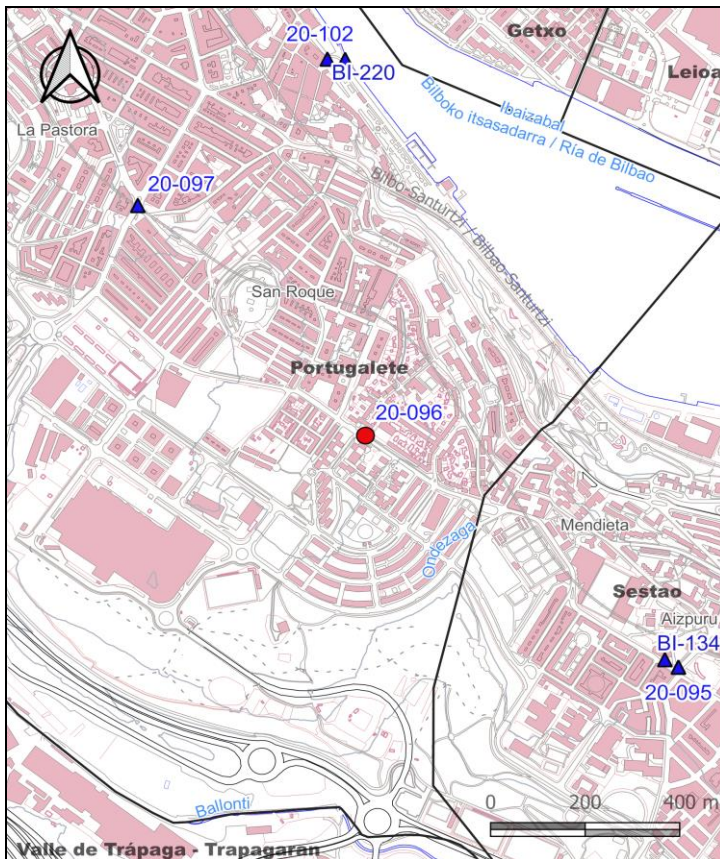 Getxo
20-102
BI-220
Leioa
Ibaizabal
Bilboko itsasadarra / Ría de Bilbao
La Pastora
20-097
Bilbo-Santurtzi / Bilbao-Santurtzi
San Roque
Portugalete
20-096
Ondezaga
Mendieta
Sestao
Aizpuru
BI-134
20-095
Ballonti
0 200 400 m
Valle de Trápaga - Trapagaran